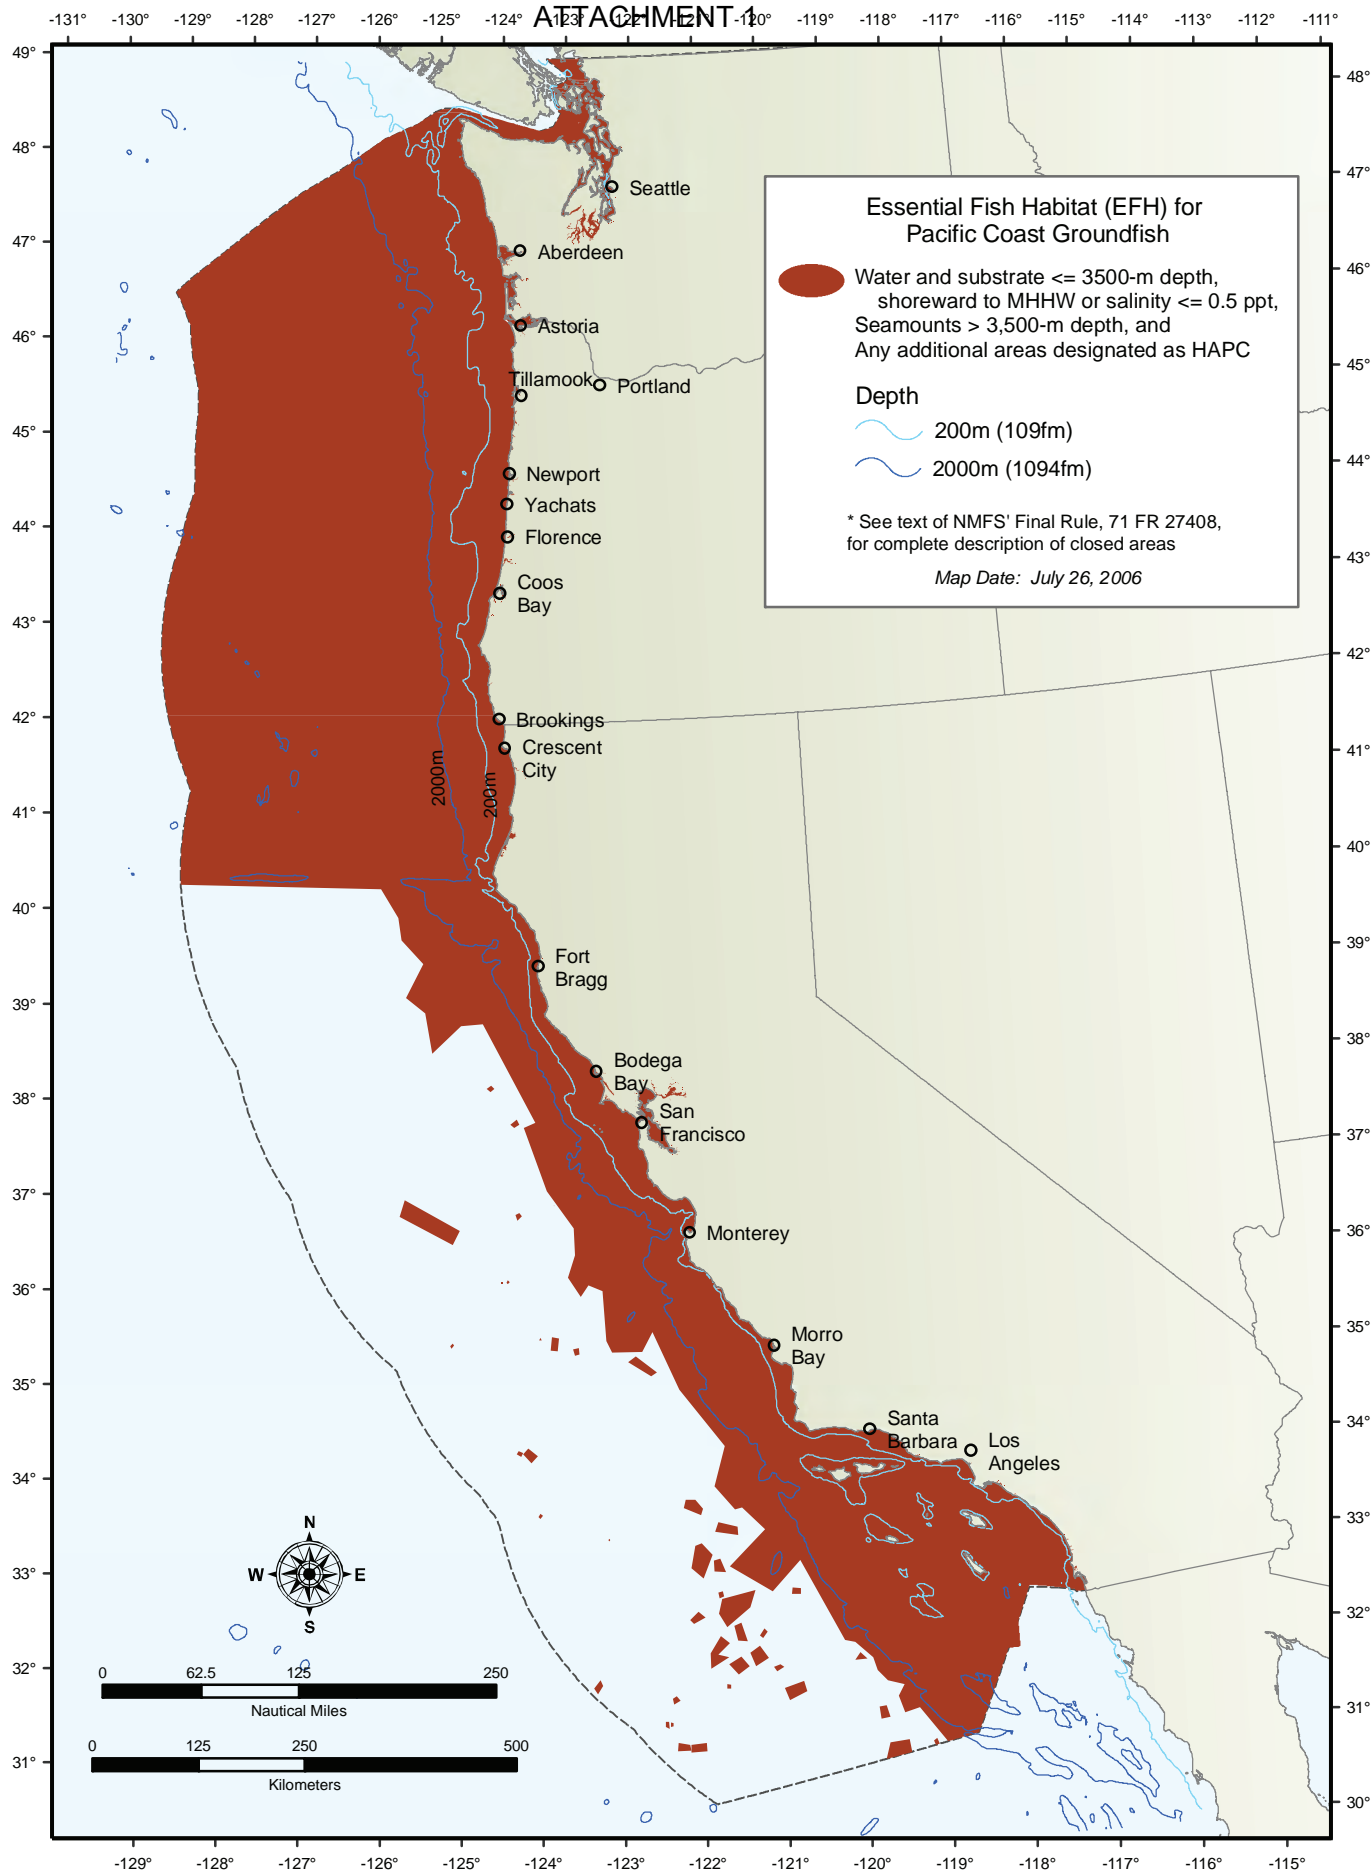 ATTACHMENT 1
-131° -129° -128° -126° -125° -124° -123° -122° -121° -120° -119° -118° -117° -116° -115° -114° -113° -112° -111°
49°
48°
47°
46°
45°
44°
43°
42°
41°
40°
39°
38°
37°
36°
35°
34°
33°
32°
31°
48°
47°
46°
45°
44°
43°
42°
41°
40°
39°
38°
37°
36°
35°
34°
33°
32°
31°
30°
Essential Fish Habitat (EFH) for
Pacific Coast Groundfish
Water and substrate <= 3500-m depth,
shoreward to MHHW or salinity <= 0.5 ppt,
Seamounts > 3,500-m depth, and
Any additional areas designated as HAPC
Depth
200m (109fm)
2000m (1094fm)
* See text of NMFS' Final Rule, 71 FR 27408,
for complete description of closed areas
Map Date: July 26, 2006
Seattle
Aberdeen
Astoria
Tillamook
Portland
Newport
Yachats
Florence
Coos
Bay
Brookings
Crescent
City
2000m
200m
Fort
Bragg
Bodega
Bay
San
Francisco
Monterey
Morro
Bay
Santa
Barbara
Los
Angeles
N
W E
S
0 62.5 125 250
Nautical Miles
0 125 250 500
Kilometers
-129° -128° -127° -126° -125° -124° -123° -122° -121° -120° -119° -118° -117° -116° -115°